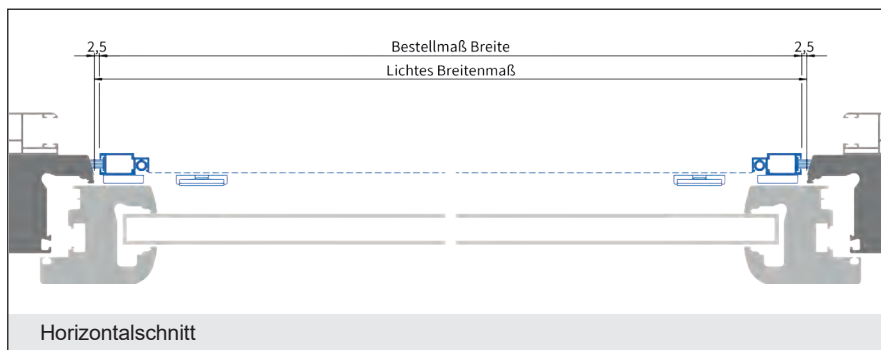 2,5 Bestellmaß Breite 2,5
Lichtes Breitenmaß
Horizontalschnitt